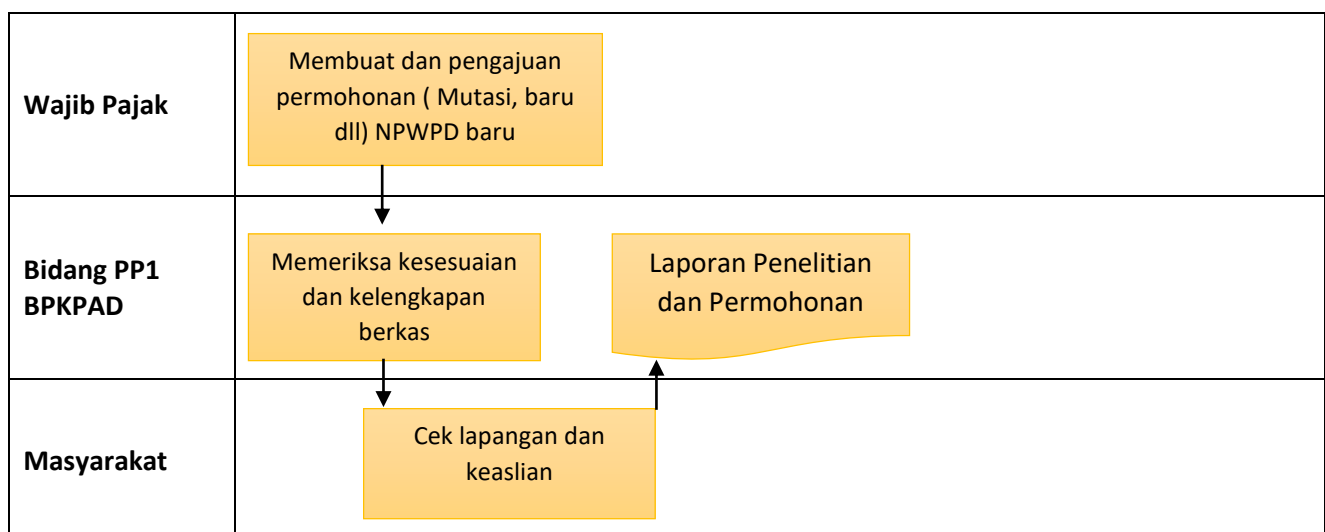 Wajib Pajak
Membuat dan pengajuan
permohonan ( Mutasi, baru
dll) NPWPD baru
Bidang PP1
BPKPAD
Memeriksa kesesuaian
dan kelengkapan
berkas
Laporan Penelitian
dan Permohonan
Masyarakat
Cek lapangan dan
keaslian